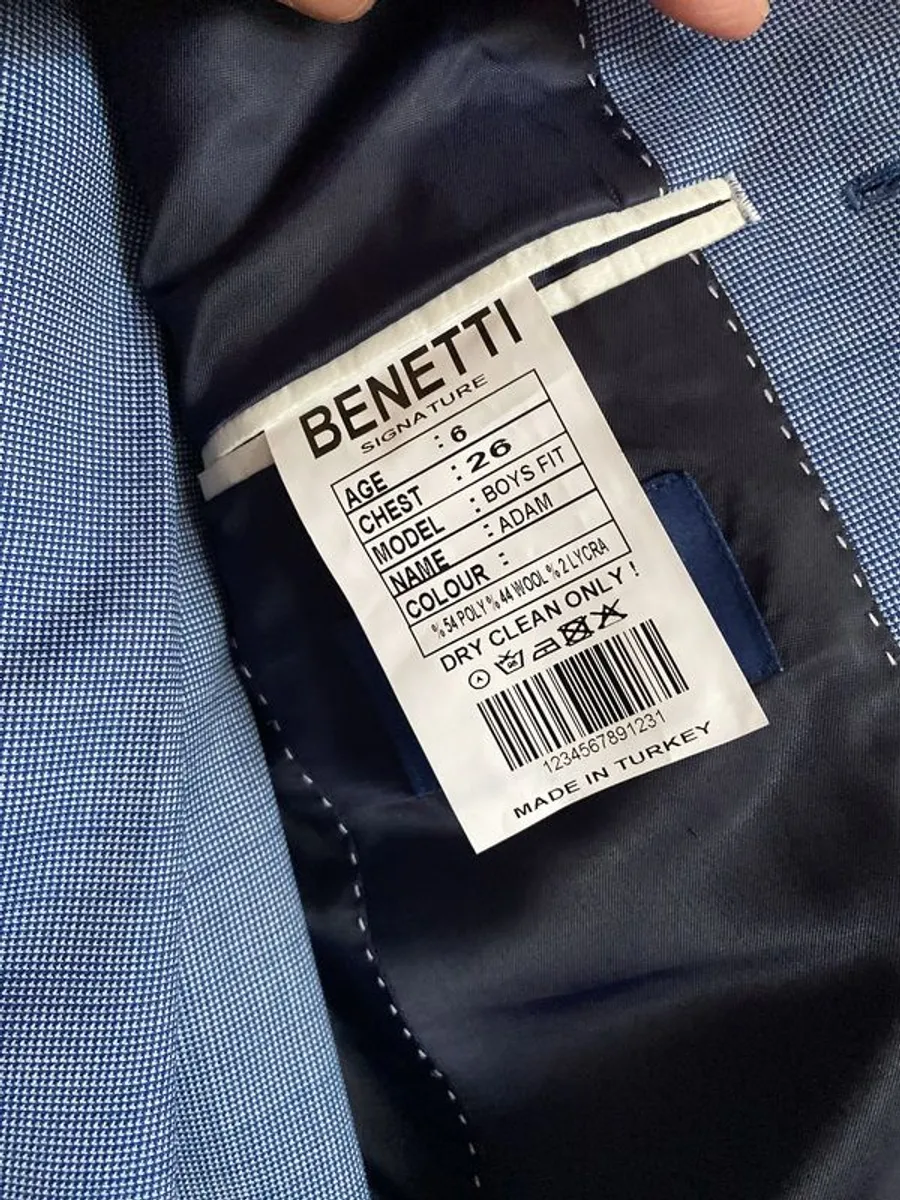 BENETTI
SIGNATURE
AGE : 6
CHEST : 26
MODEL : BOYS FIT
NAME : ADAM
COLOUR :
%54 POLY %44 WOOL %2 LYCRA
DRY CLEAN ONLY !
1234567891231
MADE IN TURKEY